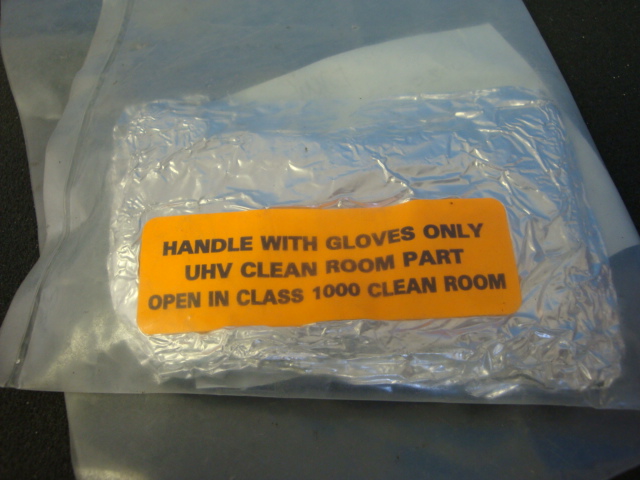 HANDLE WITH GLOVES ONLY
UHV CLEAN ROOM PART
OPEN IN CLASS 1000 CLEAN ROOM